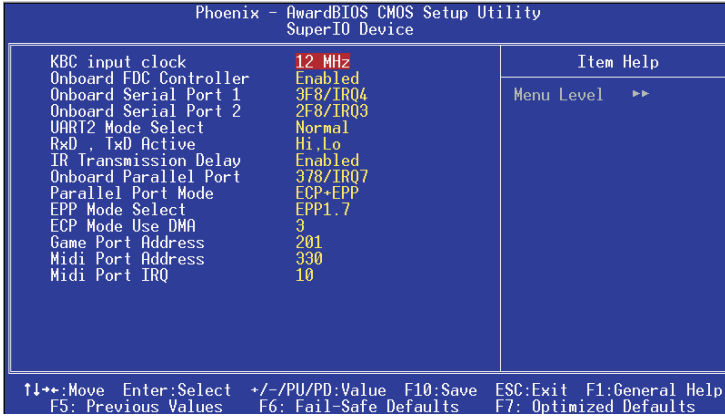 Phoenix - AwardBIOS CMOS Setup Utility
SuperIO Device
KBC input clock 12 MHz
Onboard FDC Controller Enabled
Onboard Serial Port 1 3F8/IRQ4
Onboard Serial Port 2 2F8/IRQ3
UART2 Mode Select Normal
RxD , TxD Active Hi,Lo
IR Transmission Delay Enabled
Onboard Parallel Port 378/IRQ7
Parallel Port Mode ECP+EPP
EPP Mode Select EPP1.7
ECP Mode Use DMA 3
Game Port Address 201
Midi Port Address 330
Midi Port IRQ 10
Item Help
Menu Level ►►
↑↓→←:Move Enter:Select +/-/PU/PD:Value F10:Save ESC:Exit F1:General Help
F5: Previous Values F6: Fail-Safe Defaults F7: Optimized Defaults